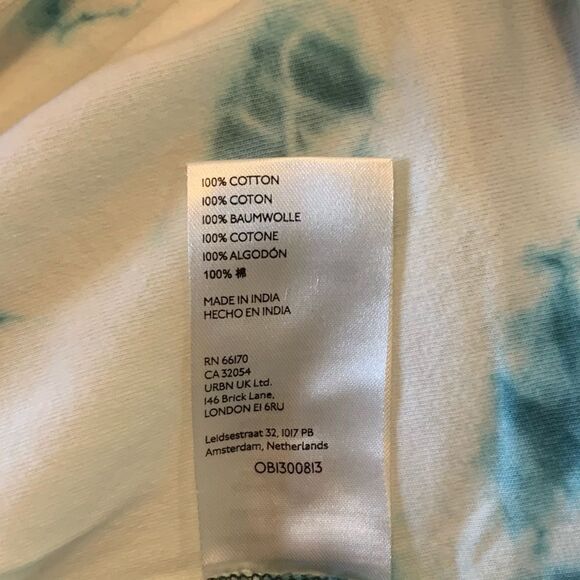 100% COTTON
100% COTON
100% BAUMWOLLE
100% COTONE
100% ALGODÓN
100% 棉
MADE IN INDIA
HECHO EN INDIA
RN 66170
CA 32054
URBN UK Ltd.
146 Brick Lane,
LONDON E1 6RU
Leidsestraat 32, 1017 PB
Amsterdam, Netherlands
OB1300813